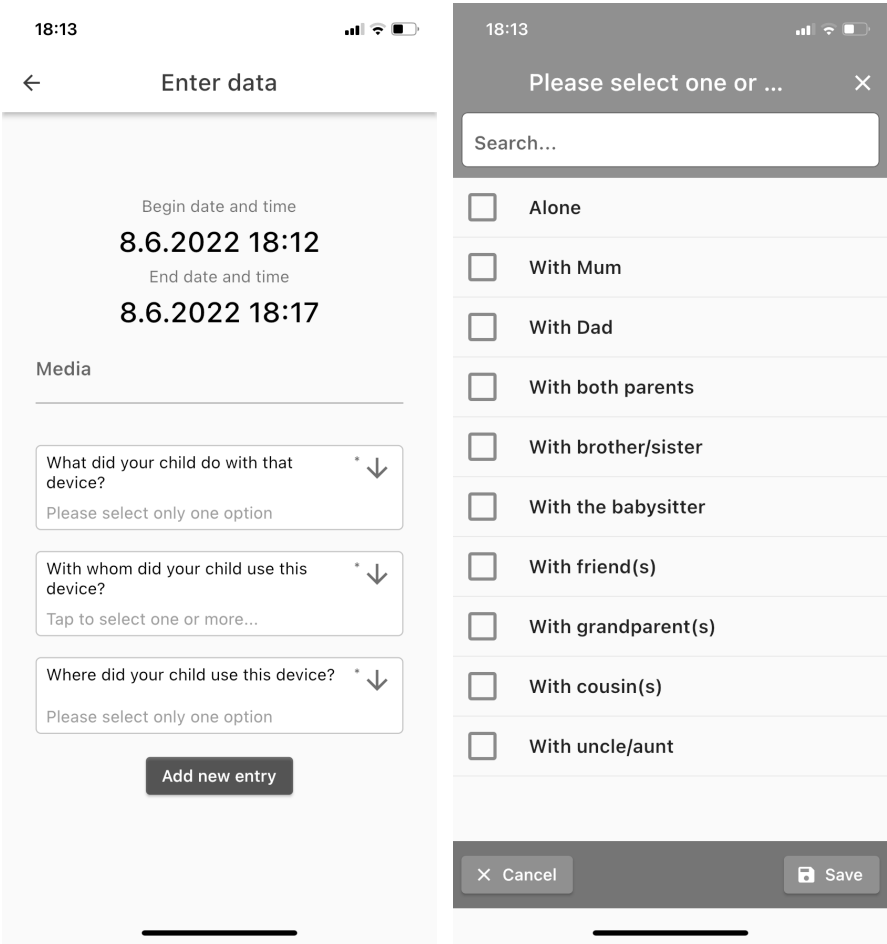 18:13
Enter data
Begin date and time
8.6.2022 18:12
End date and time
8.6.2022 18:17
Media
What did your child do with that *
device?
Please select only one option
With whom did your child use this *
device?
Tap to select one or more...
Where did your child use this device? *
Please select only one option
Add new entry
18:13
Please select one or ...
Search...
Alone
With Mum
With Dad
With both parents
With brother/sister
With the babysitter
With friend(s)
With grandparent(s)
With cousin(s)
With uncle/aunt
Cancel
Save